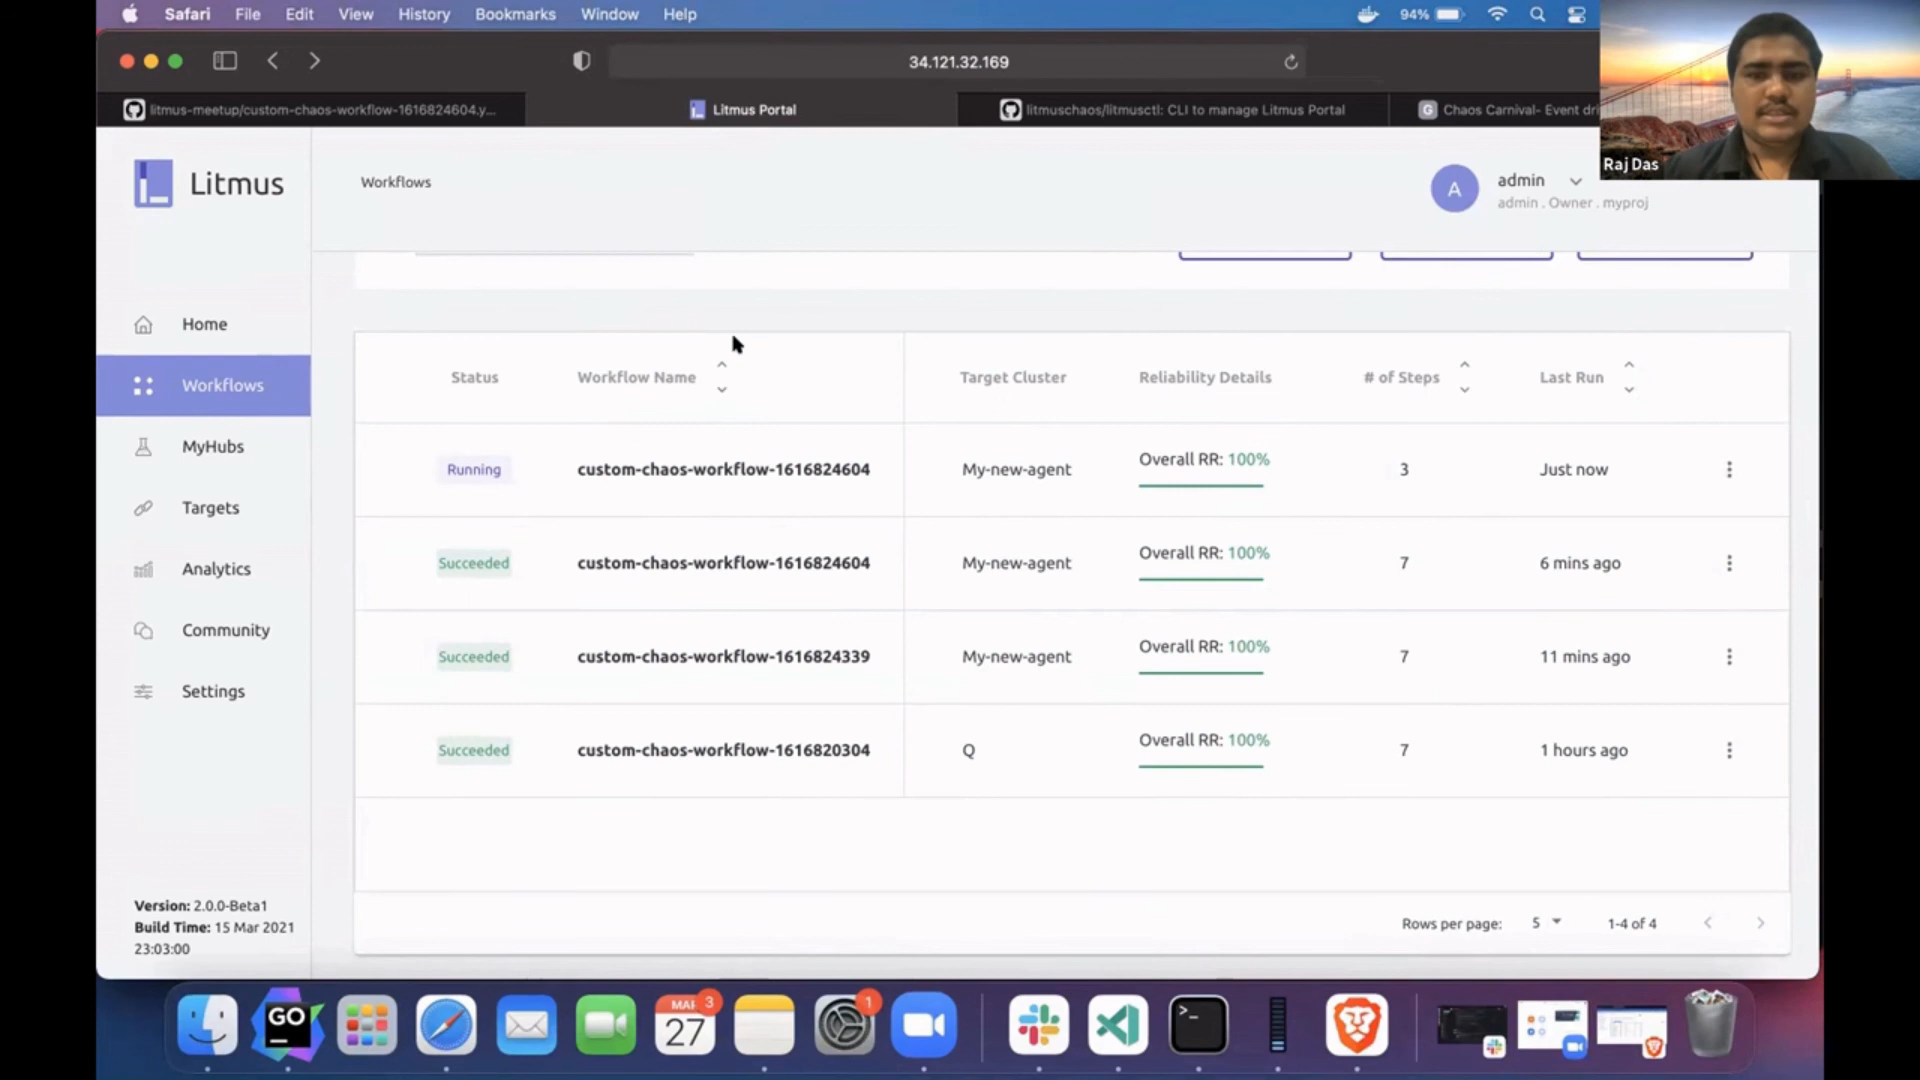 Safari File Edit View History Bookmarks Window Help 94%
34.121.32.169
litmus-meetup/custom-chaos-workflow-1616824604.y...
Litmus Portal
litmuschaos/litmusctl: CLI to manage Litmus Portal
G Chaos Carnival- Event dri
Raj Das
Litmus
Workflows
A
admin
admin . Owner . myproj
Home
Workflows
MyHubs
Targets
Analytics
Community
Settings
Version: 2.0.0-Beta1
Build Time: 15 Mar 2021
23:03:00
Status Workflow Name Target Cluster Reliability Details # of Steps Last Run
Running custom-chaos-workflow-1616824604 My-new-agent Overall RR: 100% 3 Just now
Succeeded custom-chaos-workflow-1616824604 My-new-agent Overall RR: 100% 7 6 mins ago
Succeeded custom-chaos-workflow-1616824339 My-new-agent Overall RR: 100% 7 11 mins ago
Succeeded custom-chaos-workflow-1616820304 Q Overall RR: 100% 7 1 hours ago
Rows per page: 5 1-4 of 4
GO
MAR 3
27
1
>_